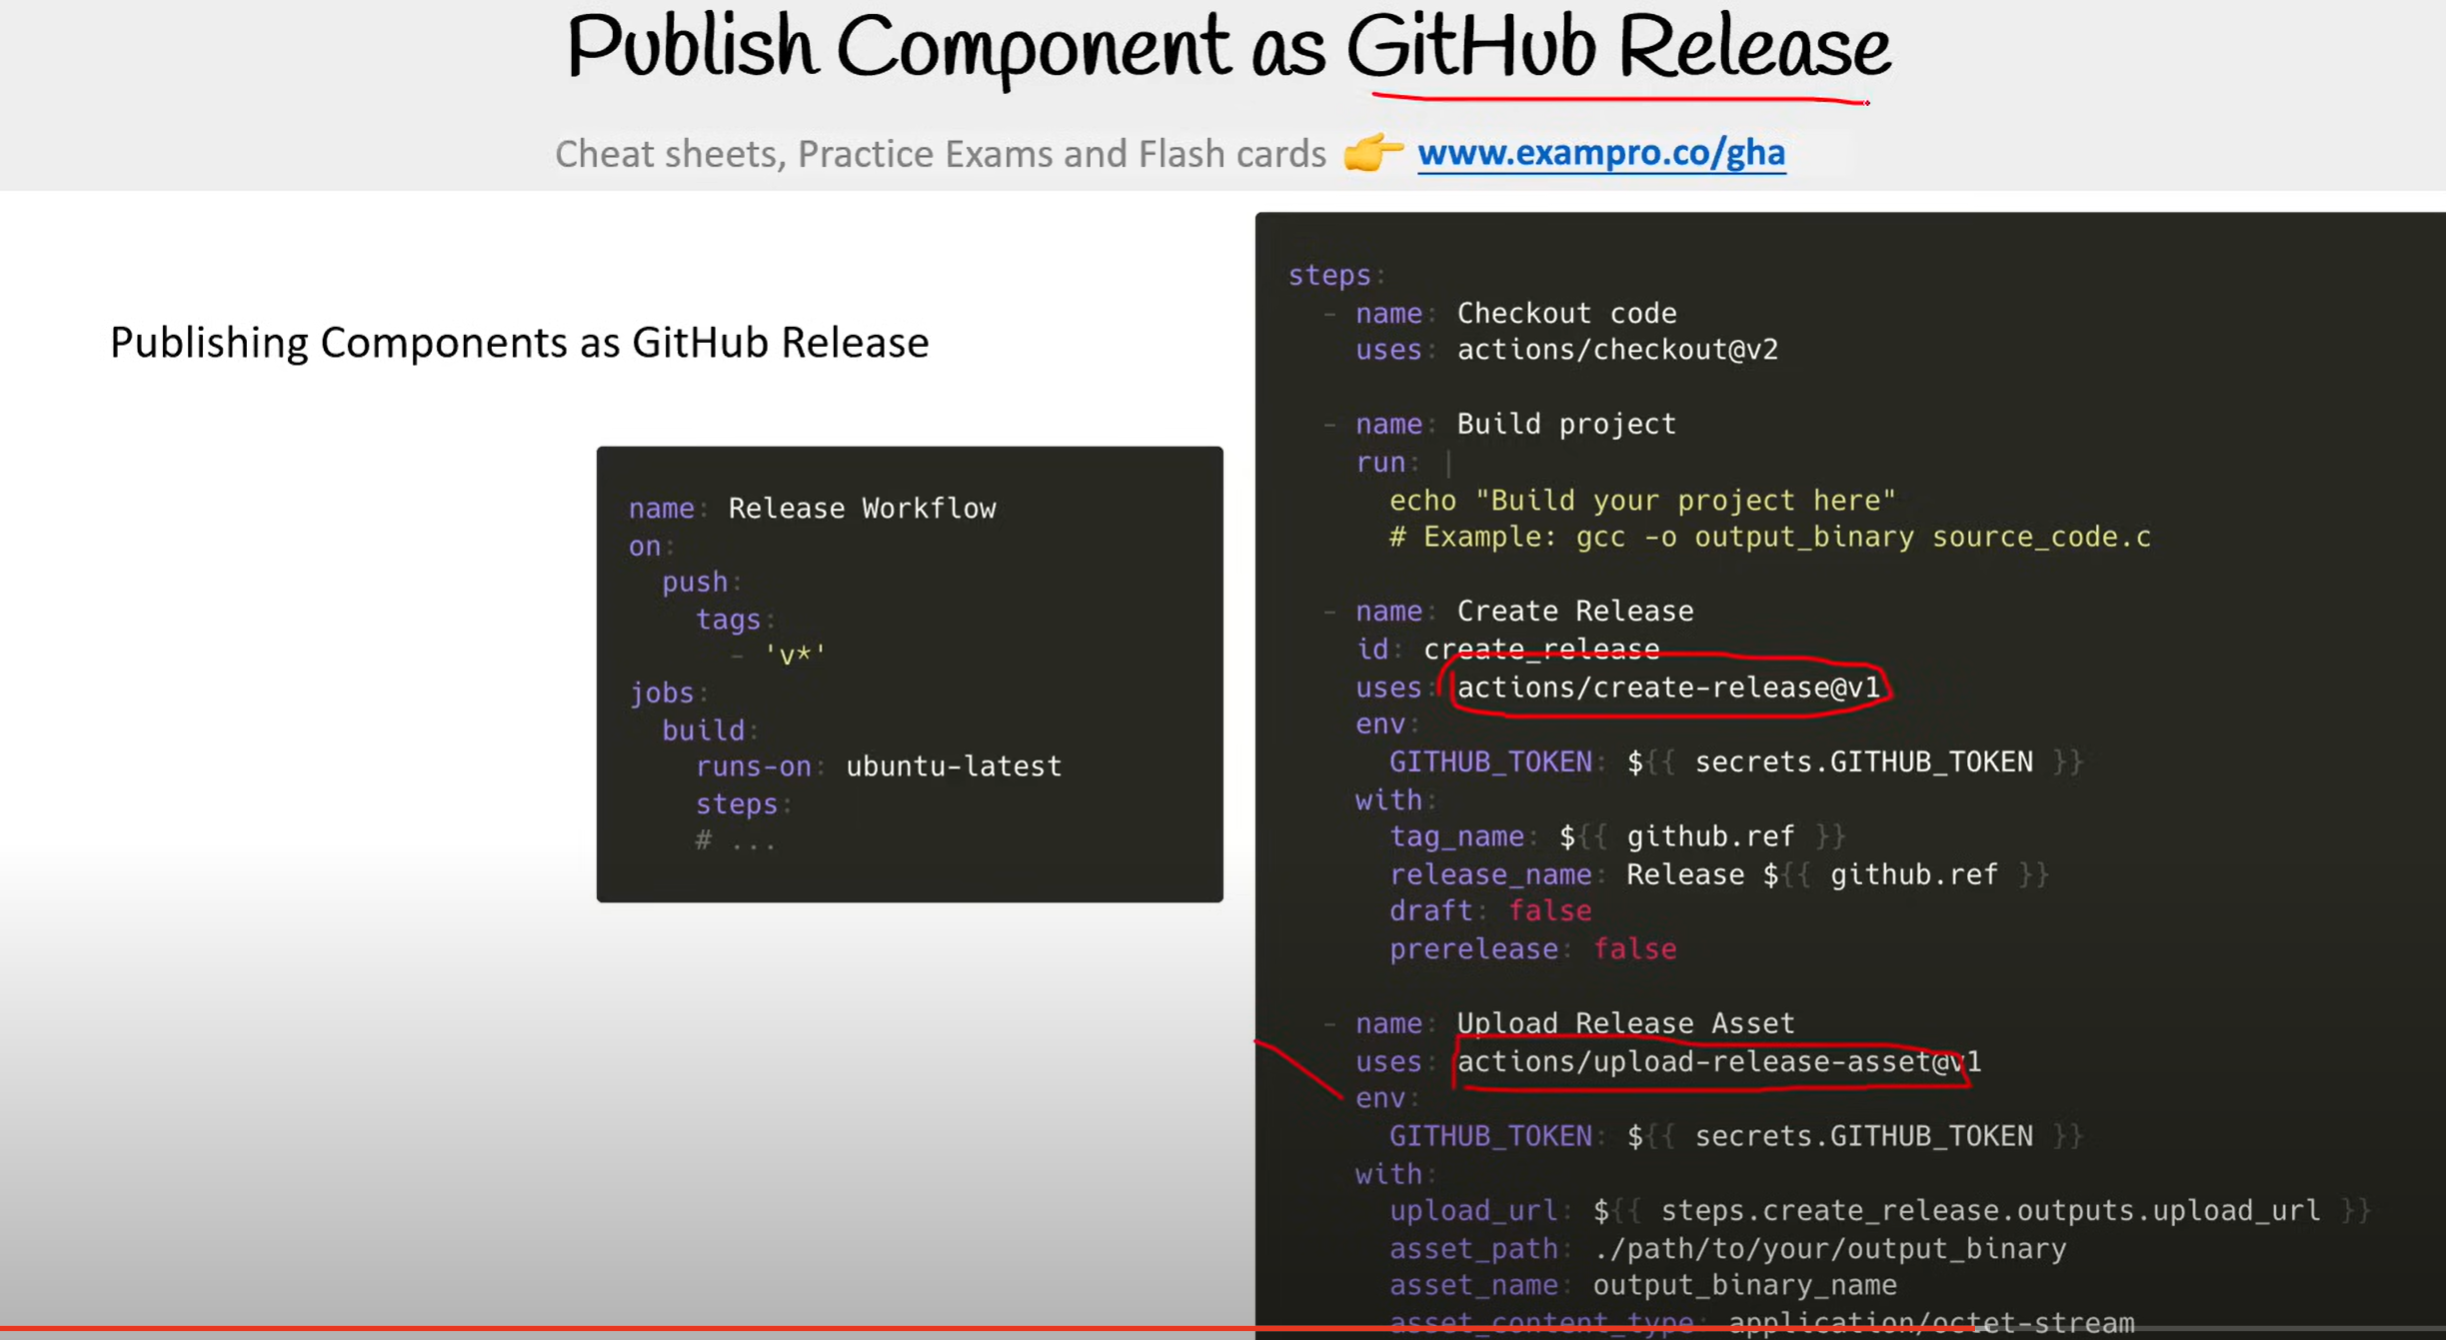 Publish Component as GitHub Release
Cheat sheets, Practice Exams and Flash cards 👉 www.exampro.co/gha
Publishing Components as GitHub Release
name: Release Workflow
on:
  push:
    tags:
      - 'v*'
jobs:
  build:
    runs-on: ubuntu-latest
    steps:
    # ...
steps:
  - name: Checkout code
    uses: actions/checkout@v2
  - name: Build project
    run: |
      echo "Build your project here"
      # Example: gcc -o output_binary source_code.c
  - name: Create Release
    id: create_release
    uses: actions/create-release@v1
    env:
      GITHUB_TOKEN: ${{ secrets.GITHUB_TOKEN }}
    with:
      tag_name: ${{ github.ref }}
      release_name: Release ${{ github.ref }}
      draft: false
      prerelease: false
  - name: Upload Release Asset
    uses: actions/upload-release-asset@v1
    env:
      GITHUB_TOKEN: ${{ secrets.GITHUB_TOKEN }}
    with:
      upload_url: ${{ steps.create_release.outputs.upload_url }}
      asset_path: ./path/to/your/output_binary
      asset_name: output_binary_name
      asset_content_type: application/octet-stream